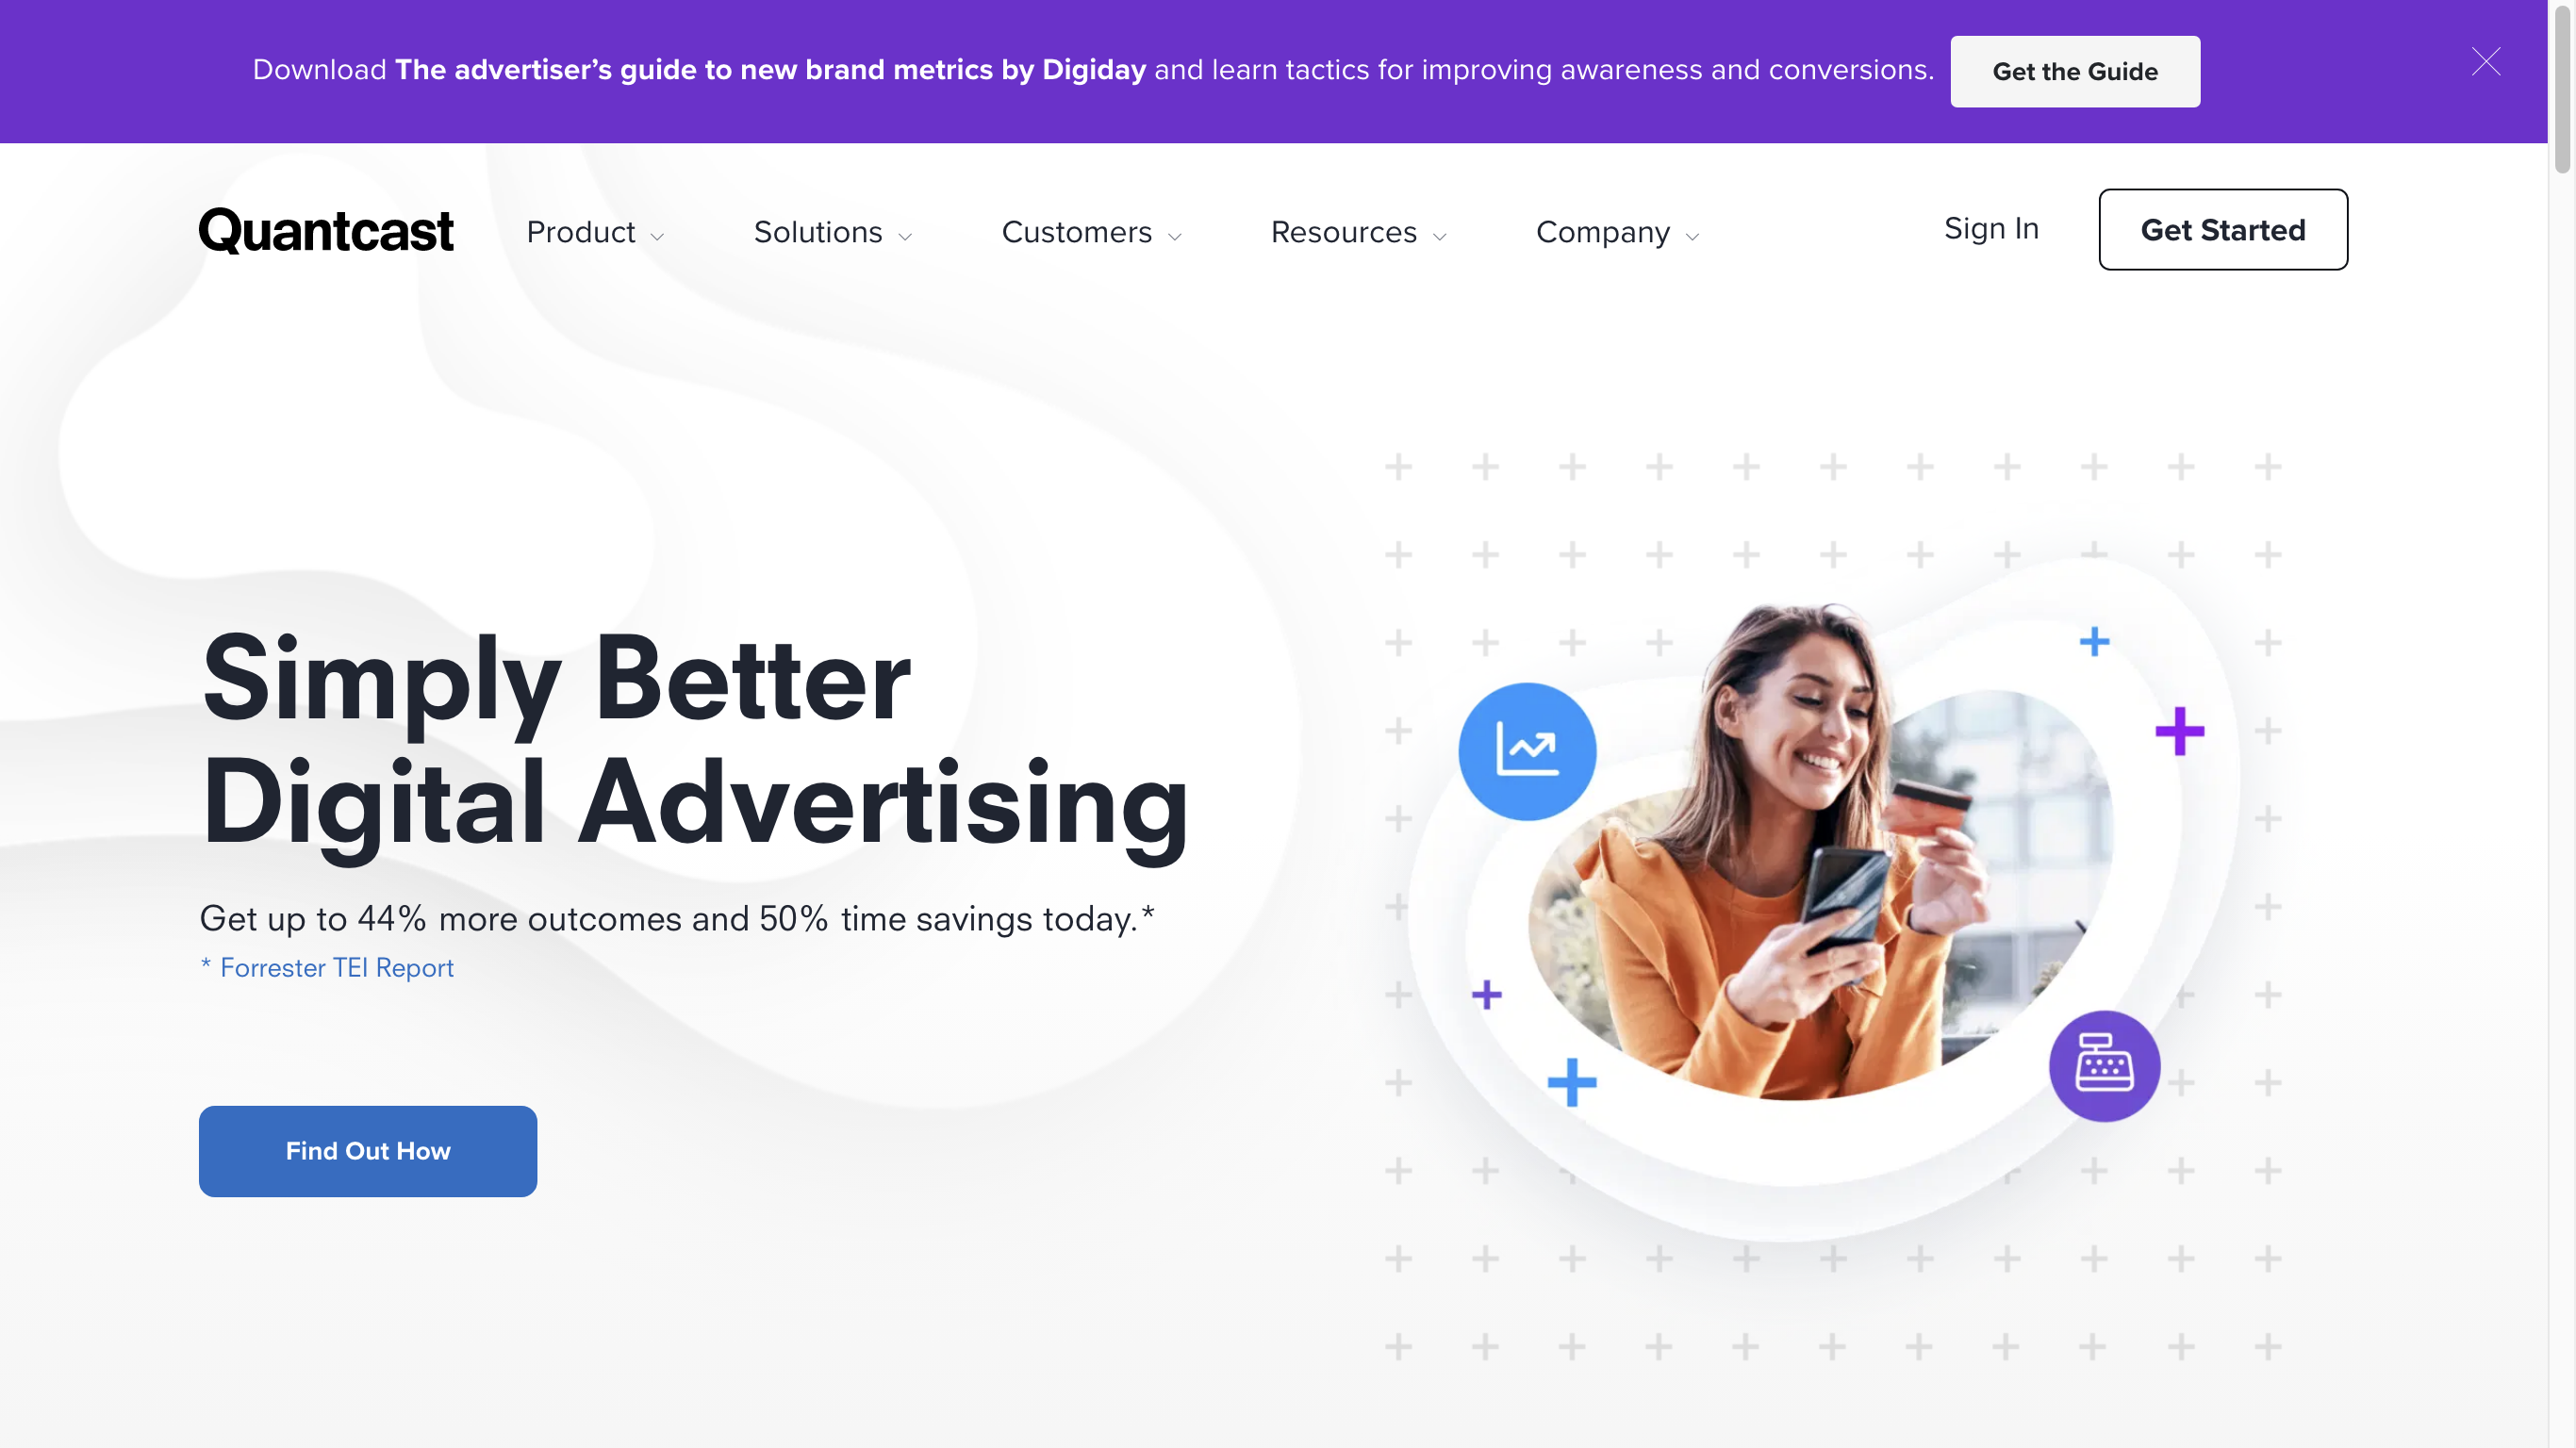 Download The advertiser’s guide to new brand metrics by Digiday and learn tactics for improving awareness and conversions.
Get the Guide
Quantcast
Product
Solutions
Customers
Resources
Company
Sign In
Get Started
Simply Better
Digital Advertising
Get up to 44% more outcomes and 50% time savings today.*
* Forrester TEI Report
Find Out How